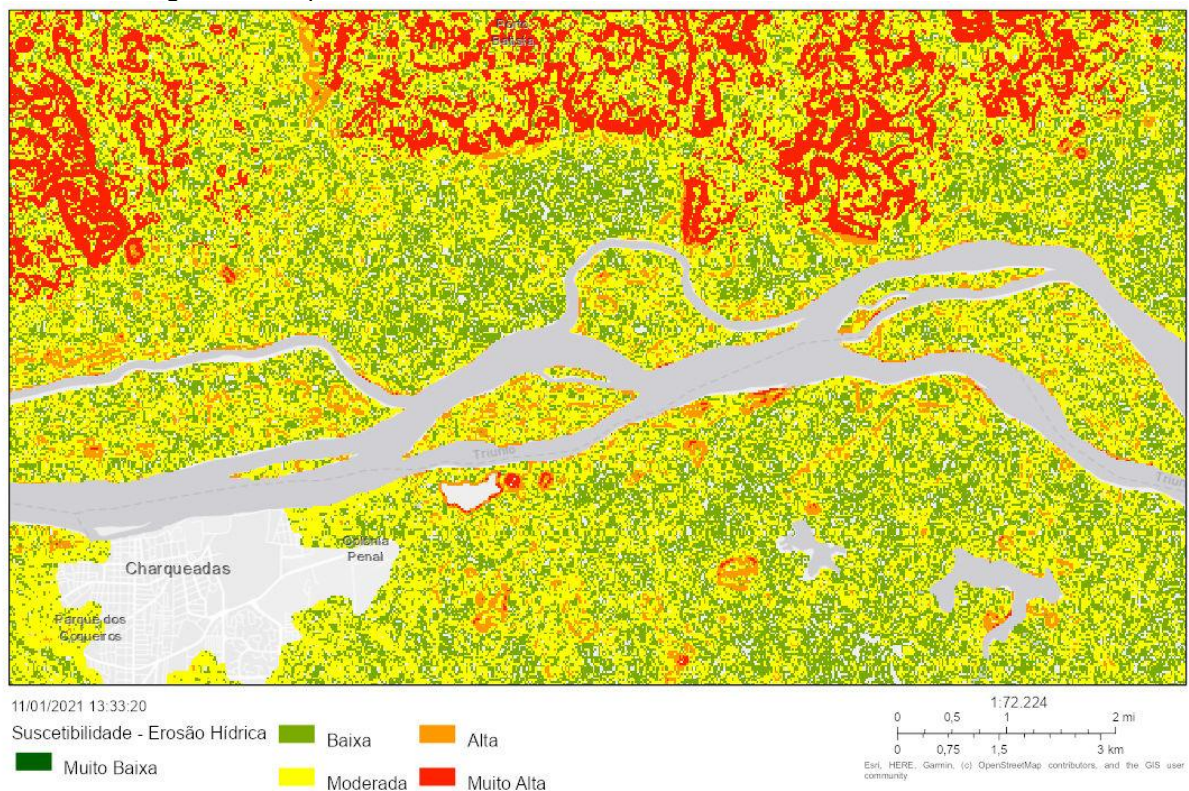 Triunfo
Triun
Colônia
Penal
Charqueadas
Parque dos
Coqueiros
11/01/2021 13:33:20
1:72.224
0 0,5 1 2 mi
0 0,75 1,5 3 km
Suscetibilidade - Erosão Hídrica
Muito Baixa
Baixa
Moderada
Alta
Muito Alta
Esri, HERE, Garmin, (c) OpenStreetMap contributors, and the GIS user
community